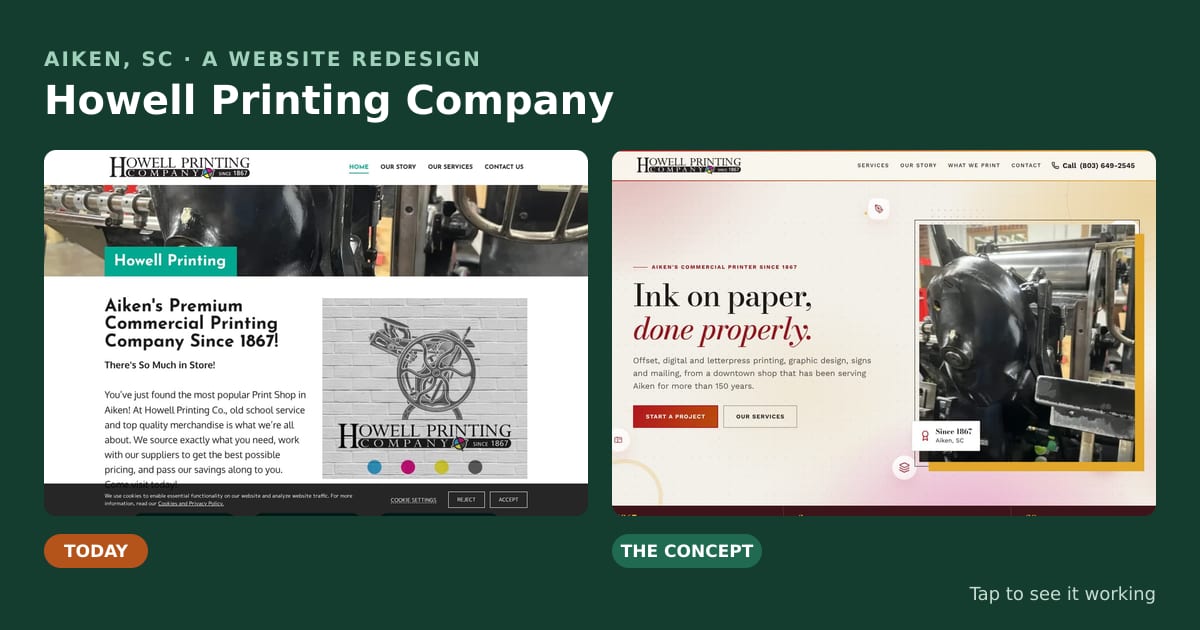 AIKEN, SC · A WEBSITE REDESIGN
Howell Printing Company
HOWELL PRINTING
COMPANY SINCE 1867
HOME OUR STORY OUR SERVICES CONTACT US
Howell Printing
Aiken's Premium
Commercial Printing
Company Since 1867!
There's So Much in Store!
You've just found the most popular Print Shop in
Aiken! At Howell Printing Co., old school service
and top quality merchandise is what we're all
about. We source exactly what you need, work
with our suppliers to get the best possible
pricing, and pass our savings along to you.
Come visit today!
HOWELL PRINTING
COMPANY SINCE 1867
We use cookies to enable essential functionality on our website and analyze website traffic. For more
information, read our Cookies and Privacy Policy.
COOKIE SETTINGS REJECT ACCEPT
HOWELL PRINTING
COMPANY SINCE 1867
SERVICES OUR STORY WHAT WE PRINT CONTACT Call (803) 649-2545
AIKEN'S COMMERCIAL PRINTER SINCE 1867
Ink on paper,
done properly.
Offset, digital and letterpress printing, graphic design, signs
and mailing, from a downtown shop that has been serving
Aiken for more than 150 years.
START A PROJECT OUR SERVICES
Since 1867
Aiken, SC
TODAY
THE CONCEPT
Tap to see it working